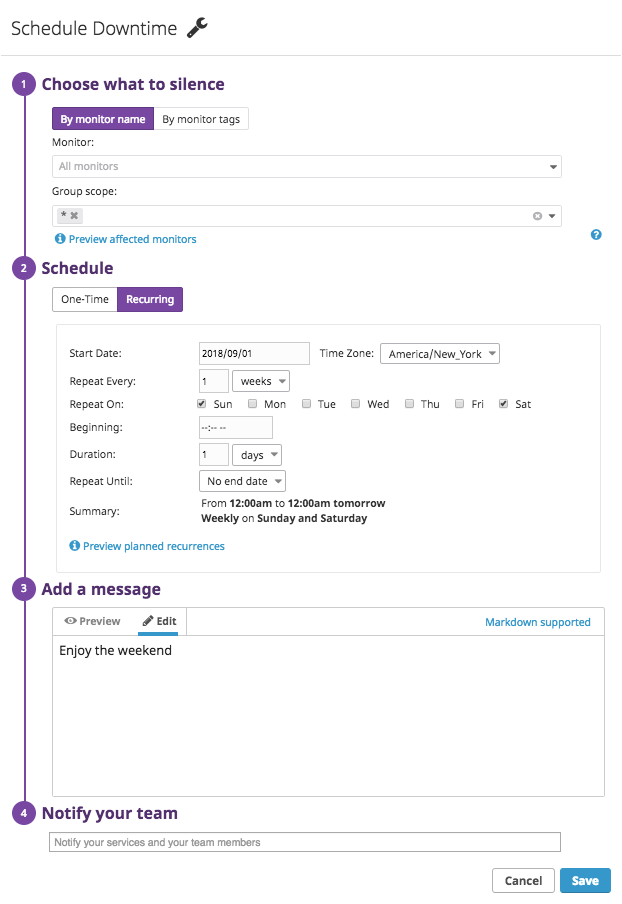 Schedule Downtime
1 Choose what to silence
By monitor name By monitor tags
Monitor:
All monitors
Group scope:
* ✖
Preview affected monitors ?
2 Schedule
One-Time Recurring
Start Date: 2018/09/01 Time Zone: America/New_York
Repeat Every: 1 weeks
Repeat On: Sun Mon Tue Wed Thu Fri Sat
Beginning: --:-- --
Duration: 1 days
Repeat Until: No end date
Summary: From 12:00am to 12:00am tomorrow
Weekly on Sunday and Saturday
Preview planned recurrences
3 Add a message
Preview Edit Markdown supported
Enjoy the weekend
4 Notify your team
Notify your services and your team members
Cancel Save